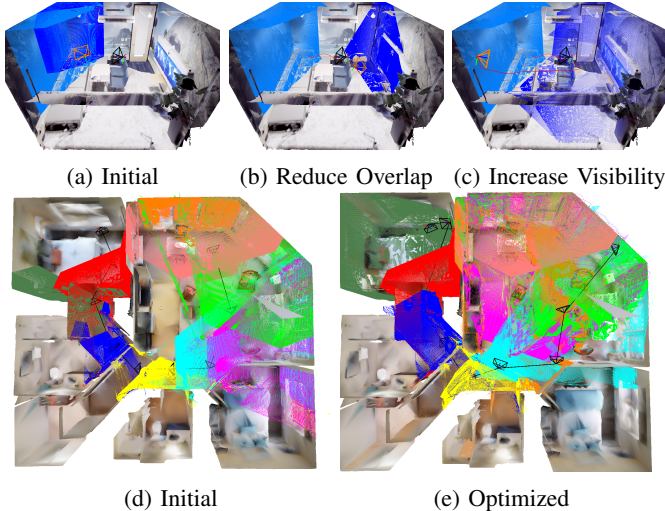 (a) Initial
(b) Reduce Overlap
(c) Increase Visibility
(d) Initial
(e) Optimized